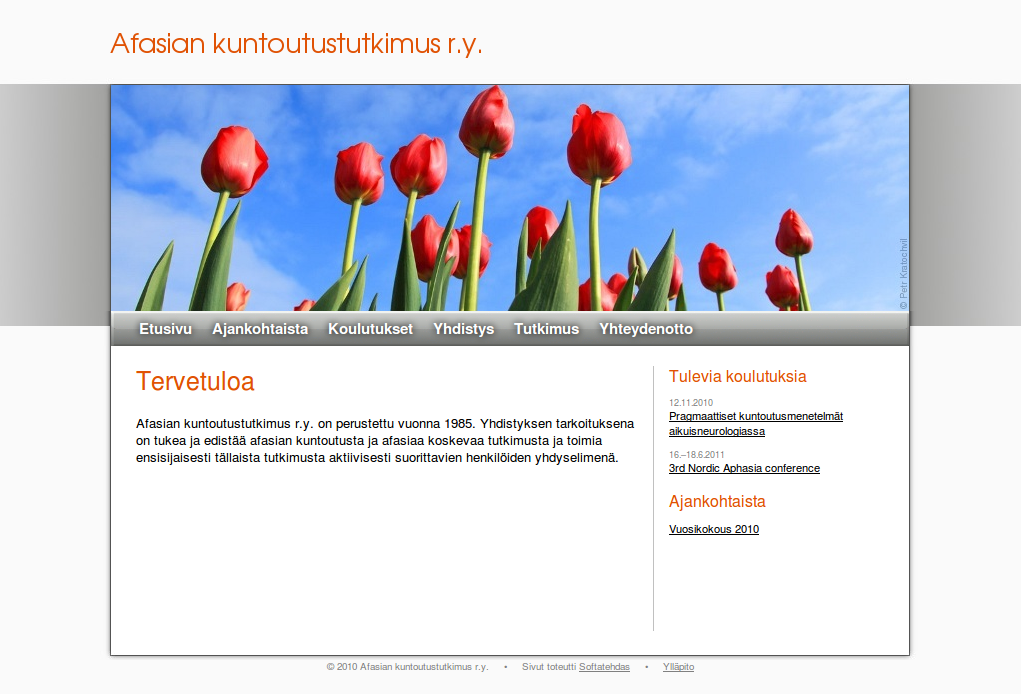 Afasian kuntoutustutkimus r.y.
© Petr Kratochvil
Etusivu Ajankohtaista Koulutukset Yhdistys Tutkimus Yhteydenotto
Tervetuloa
Afasian kuntoutustutkimus r.y. on perustettu vuonna 1985. Yhdistyksen tarkoituksena
on tukea ja edistää afasian kuntoutusta ja afasiaa koskevaa tutkimusta ja toimia
ensisijaisesti tällaista tutkimusta aktiivisesti suorittavien henkilöiden yhdyselimenä.
Tulevia koulutuksia
12.11.2010
Pragmaattiset kuntoutusmenetelmät
aikuisneurologiassa
16.–18.6.2011
3rd Nordic Aphasia conference
Ajankohtaista
Vuosikokous 2010
© 2010 Afasian kuntoutustutkimus r.y. • Sivut toteutti Softatehdas • Ylläpito